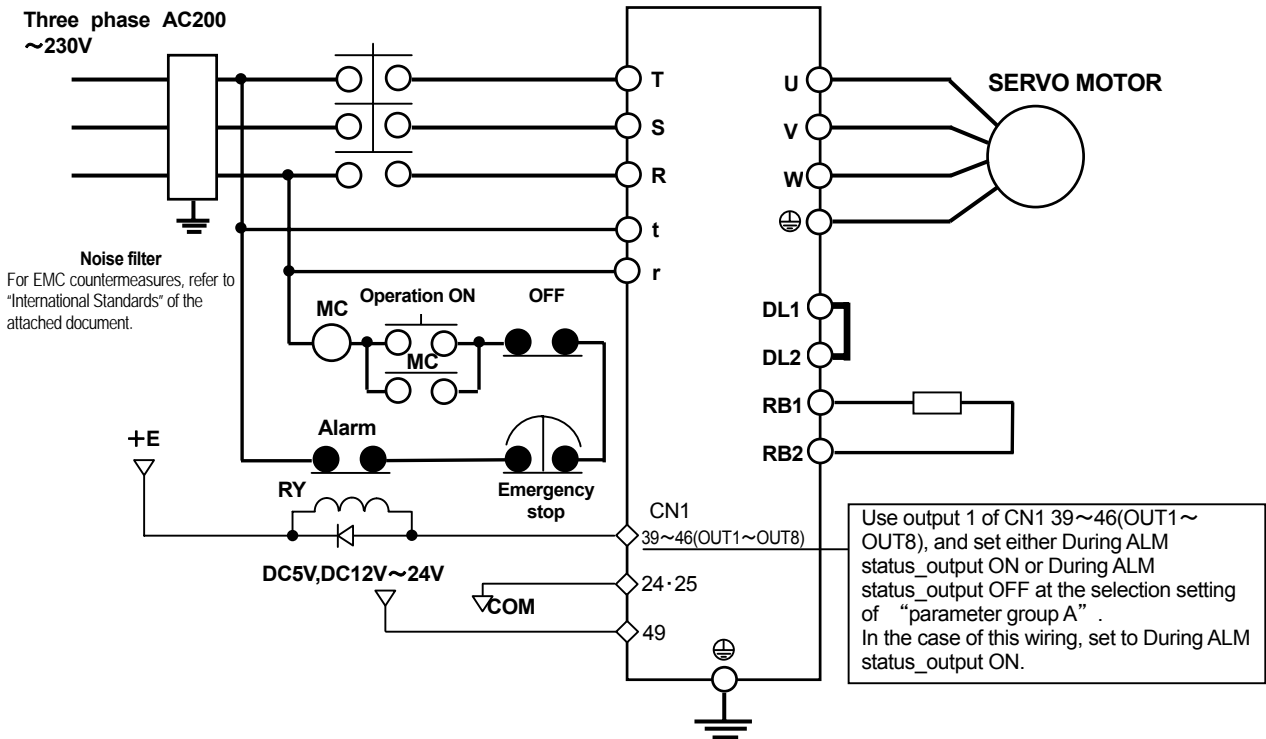 Three phase AC200
～230V
T
S
R
t
r
U
V
W
SERVO MOTOR
Noise filter
For EMC countermeasures, refer to
“International Standards” of the
attached document.
MC
Operation ON
OFF
MC
DL1
DL2
RB1
RB2
+E
Alarm
RY
Emergency
stop
CN1
39～46(OUT1～OUT8)
DC5V,DC12V～24V
24·25
COM
49
Use output 1 of CN1 39～46(OUT1～
OUT8), and set either During ALM
status_output ON or During ALM
status_output OFF at the selection setting
of “parameter group A”.
In the case of this wiring, set to During ALM
status_output ON.